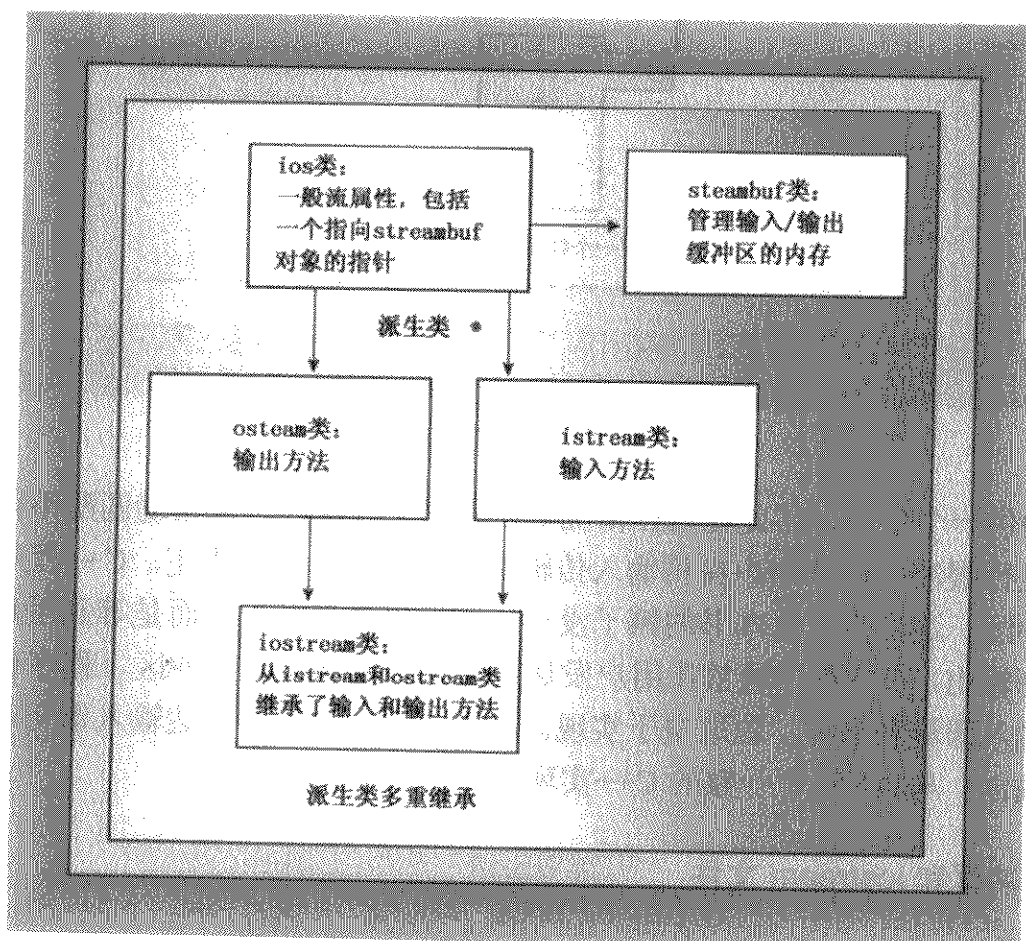 ios类：
一般流属性，包括
一个指向streambuf
对象的指针
steambuf类：
管理输入/输出
缓冲区的内存
派生类
osteam类：
输出方法
istream类：
输入方法
iostream类：
从istream和ostream类
继承了输入和输出方法
派生类多重继承